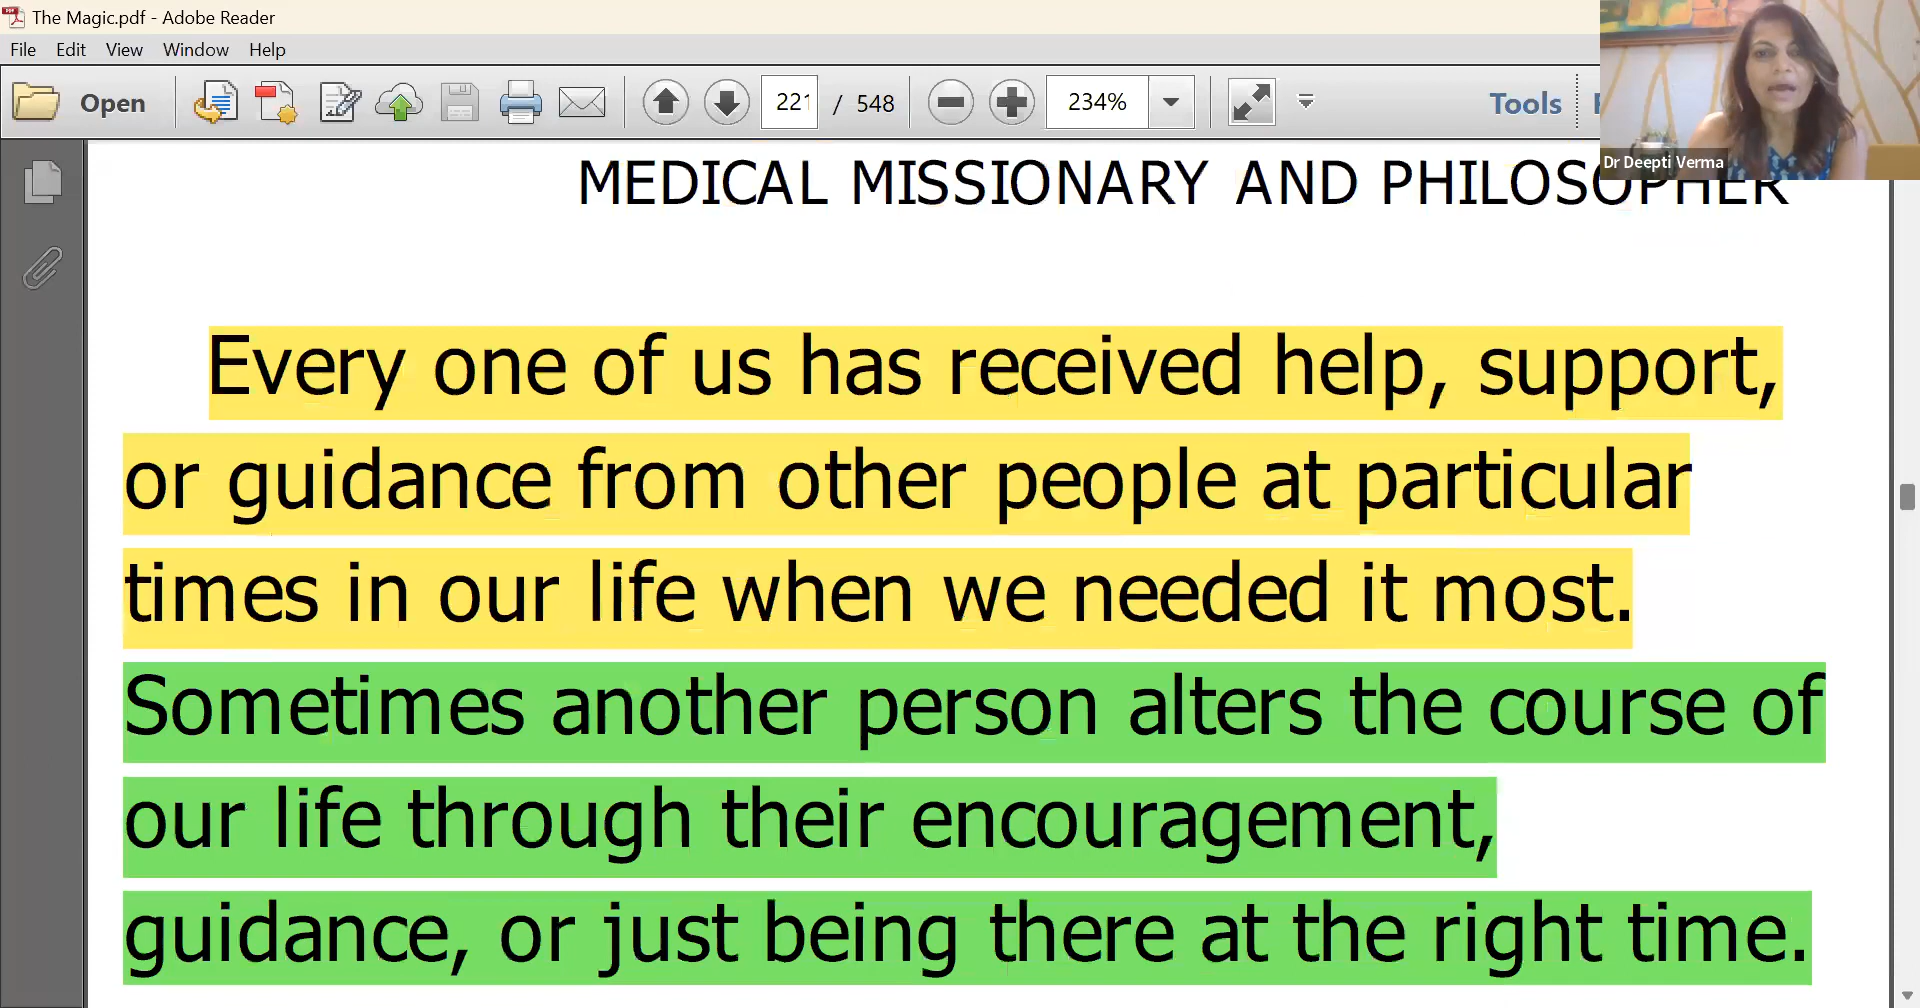 The Magic.pdf - Adobe Reader
File Edit View Window Help
Open 221 / 548 234% Tools
Dr Deepti Verma
MEDICAL MISSIONARY AND PHILOSOPHER
Every one of us has received help, support,
or guidance from other people at particular
times in our life when we needed it most.
Sometimes another person alters the course of
our life through their encouragement,
guidance, or just being there at the right time.